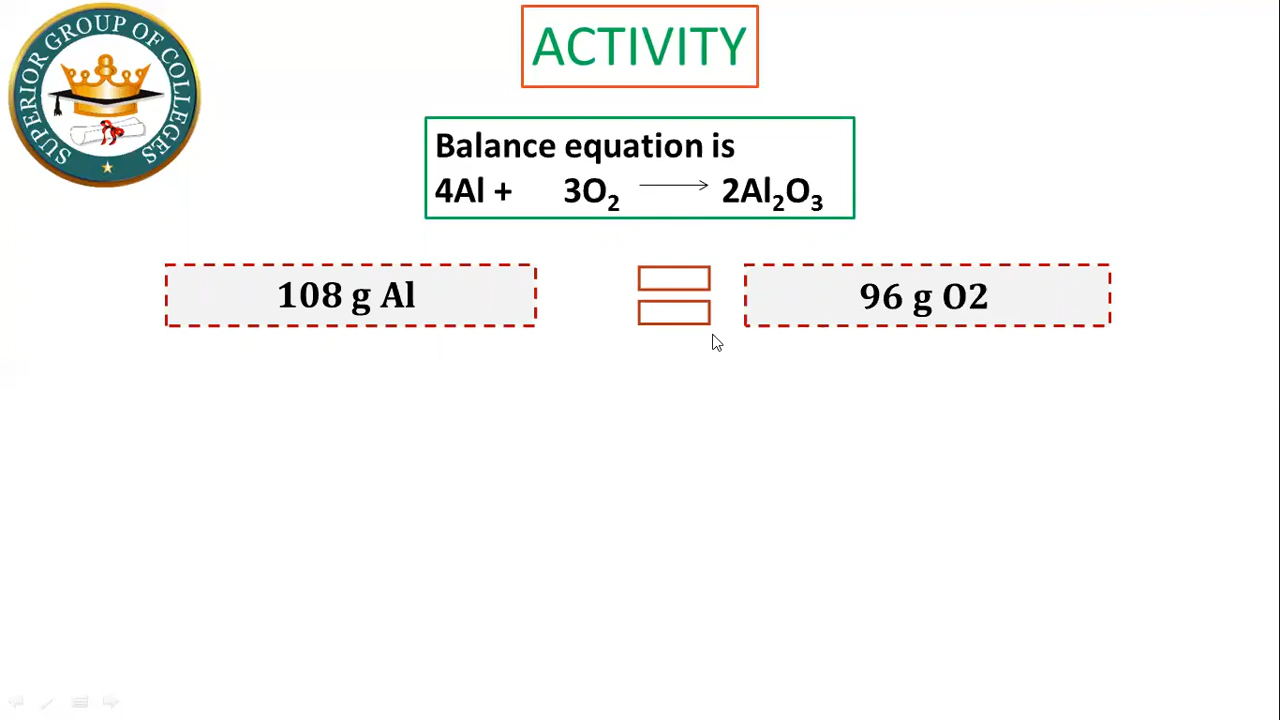 SUPERIOR GROUP OF COLLEGES
ACTIVITY
Balance equation is
4Al + 3O₂ ⟶ 2Al₂O₃
108 g Al = 96 g O2